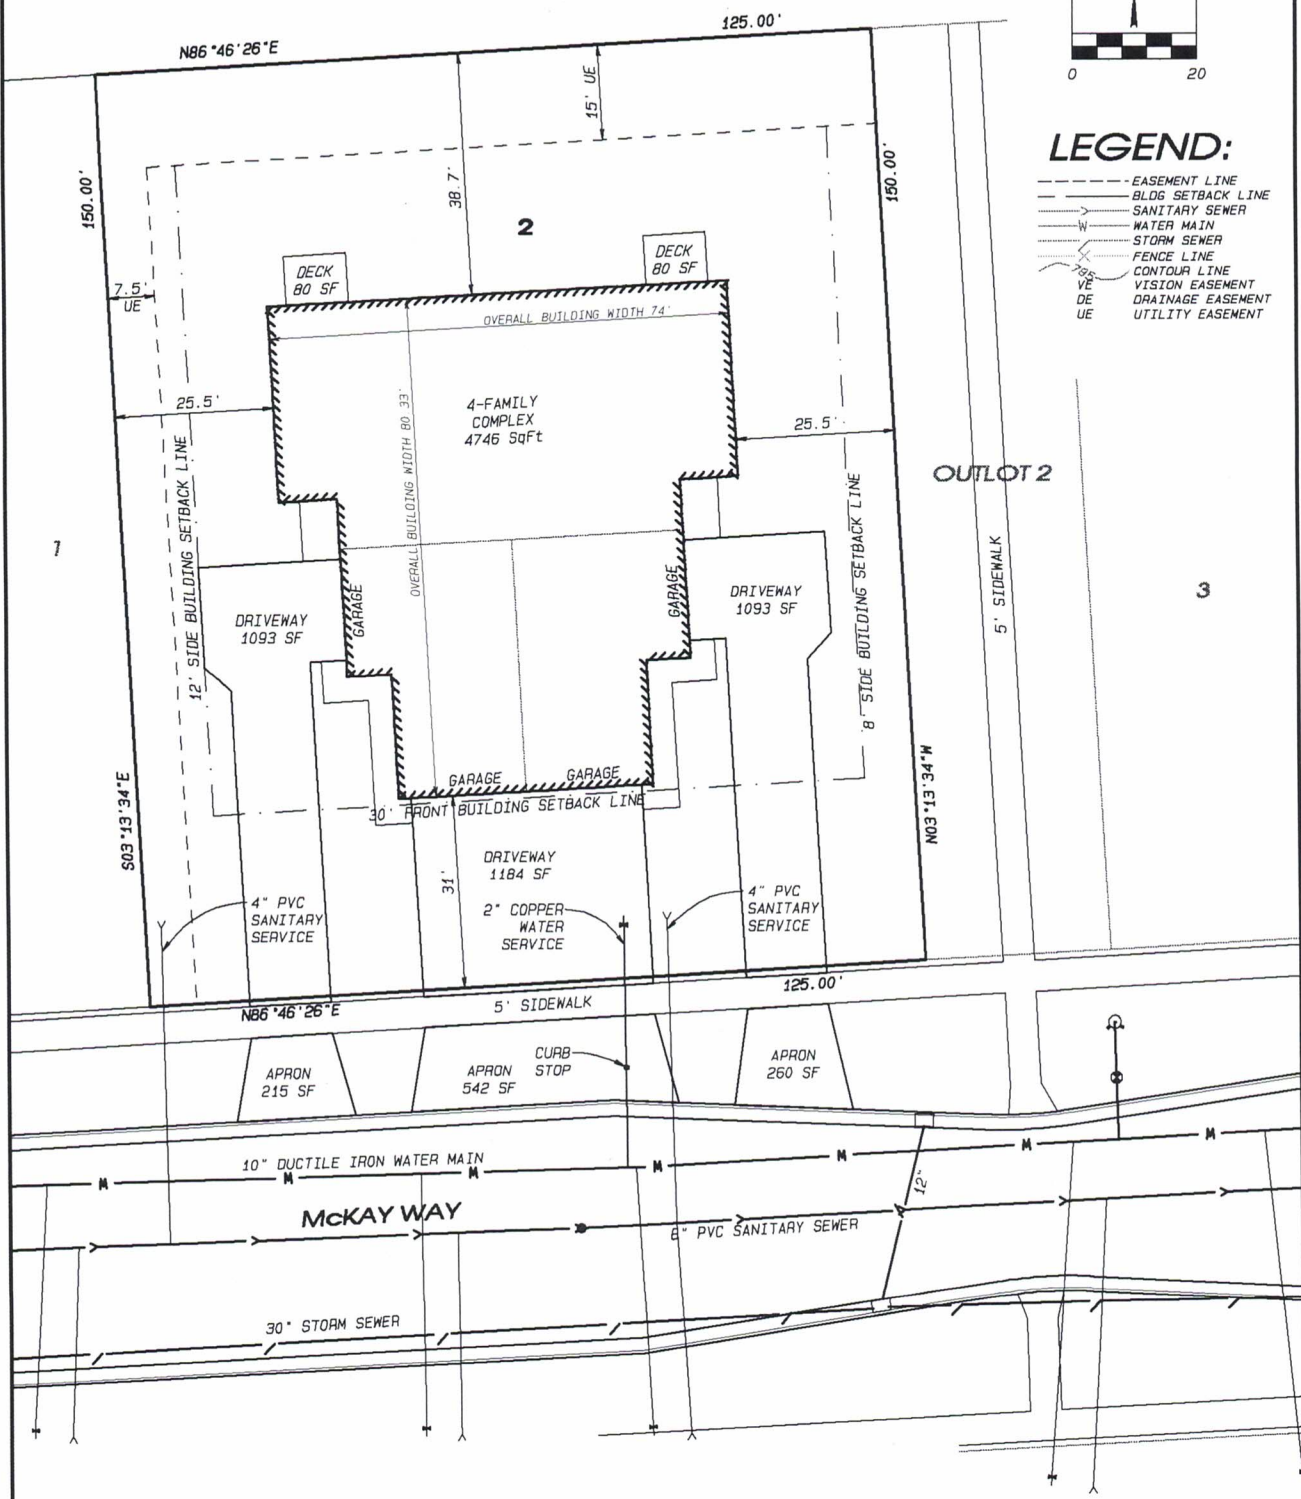 125.00'
N86°46'26"E
0 20
15' UE
LEGEND:
EASEMENT LINE
BLDG SETBACK LINE
SANITARY SEWER
W WATER MAIN
STORM SEWER
X FENCE LINE
785 CONTOUR LINE
VE VISION EASEMENT
DE DRAINAGE EASEMENT
UE UTILITY EASEMENT
150.00'
150.00'
38.7'
2
DECK
80 SF
DECK
80 SF
7.5'
UE
OVERALL BUILDING WIDTH 74'
OVERALL BUILDING WIDTH 80 33'
4-FAMILY
COMPLEX
4746 SqFt
25.5'
25.5'
12' SIDE BUILDING SETBACK LINE
8' SIDE BUILDING SETBACK LINE
OUTLOT 2
5' SIDEWALK
1
3
DRIVEWAY
1093 SF
GARAGE
GARAGE
DRIVEWAY
1093 SF
GARAGE
GARAGE
30' FRONT BUILDING SETBACK LINE
S03°13'34"E
N03°13'34"W
DRIVEWAY
1184 SF
31'
4" PVC
SANITARY
SERVICE
2" COPPER
WATER
SERVICE
4" PVC
SANITARY
SERVICE
125.00'
N86°46'26"E
5' SIDEWALK
APRON
215 SF
APRON
542 SF
CURB
STOP
APRON
260 SF
10" DUCTILE IRON WATER MAIN
W W W W W W W
12"
McKAY WAY
8" PVC SANITARY SEWER
30" STORM SEWER